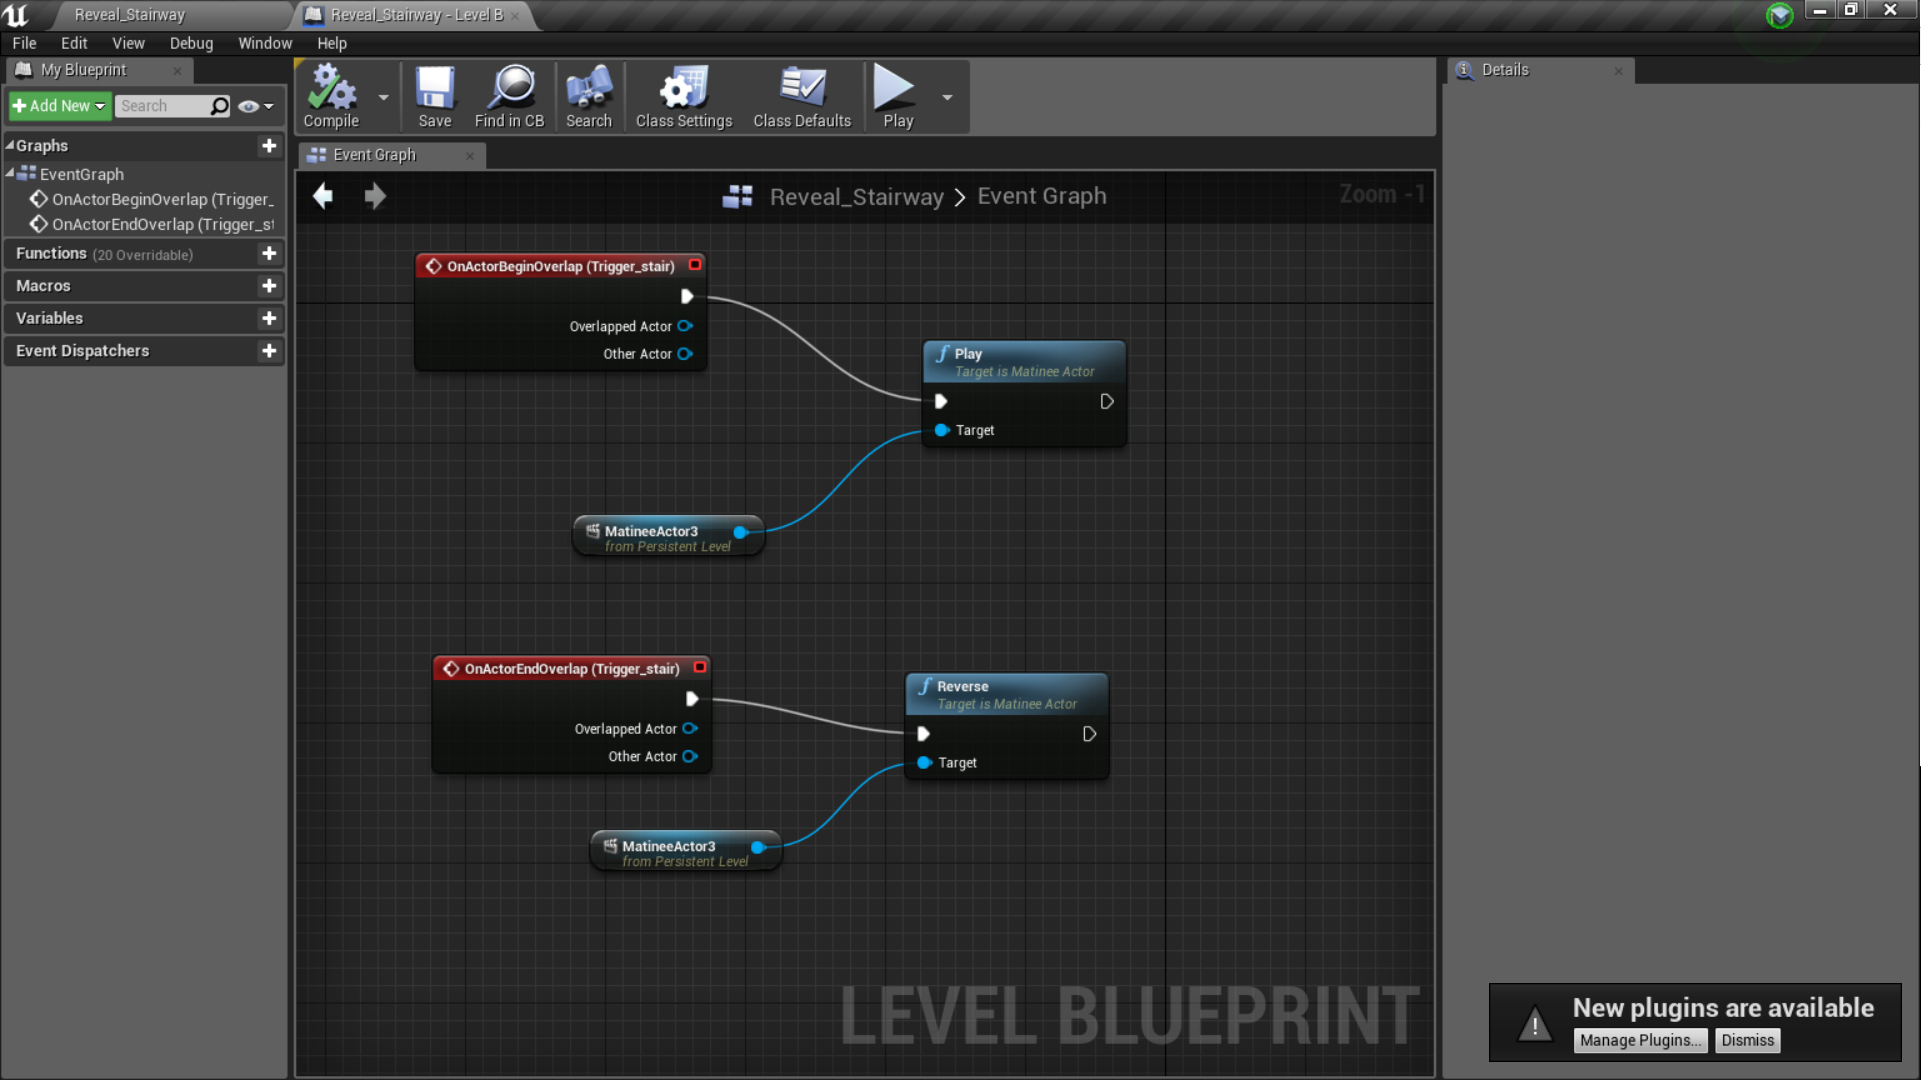 Reveal_Stairway
Reveal_Stairway - Level B
File Edit View Debug Window Help
My Blueprint
Details
Add New
Search
Compile
Save
Find in CB
Search
Class Settings
Class Defaults
Play
Graphs
Event Graph
EventGraph
OnActorBeginOverlap (Trigger_
OnActorEndOverlap (Trigger_st
Functions (20 Overridable)
Macros
Variables
Event Dispatchers
Reveal_Stairway > Event Graph
Zoom -1
OnActorBeginOverlap (Trigger_stair)
Overlapped Actor
Other Actor
Play
Target is Matinee Actor
Target
MatineeActor3
from Persistent Level
OnActorEndOverlap (Trigger_stair)
Overlapped Actor
Other Actor
Reverse
Target is Matinee Actor
Target
MatineeActor3
from Persistent Level
LEVEL BLUEPRINT
New plugins are available
Manage Plugins...
Dismiss